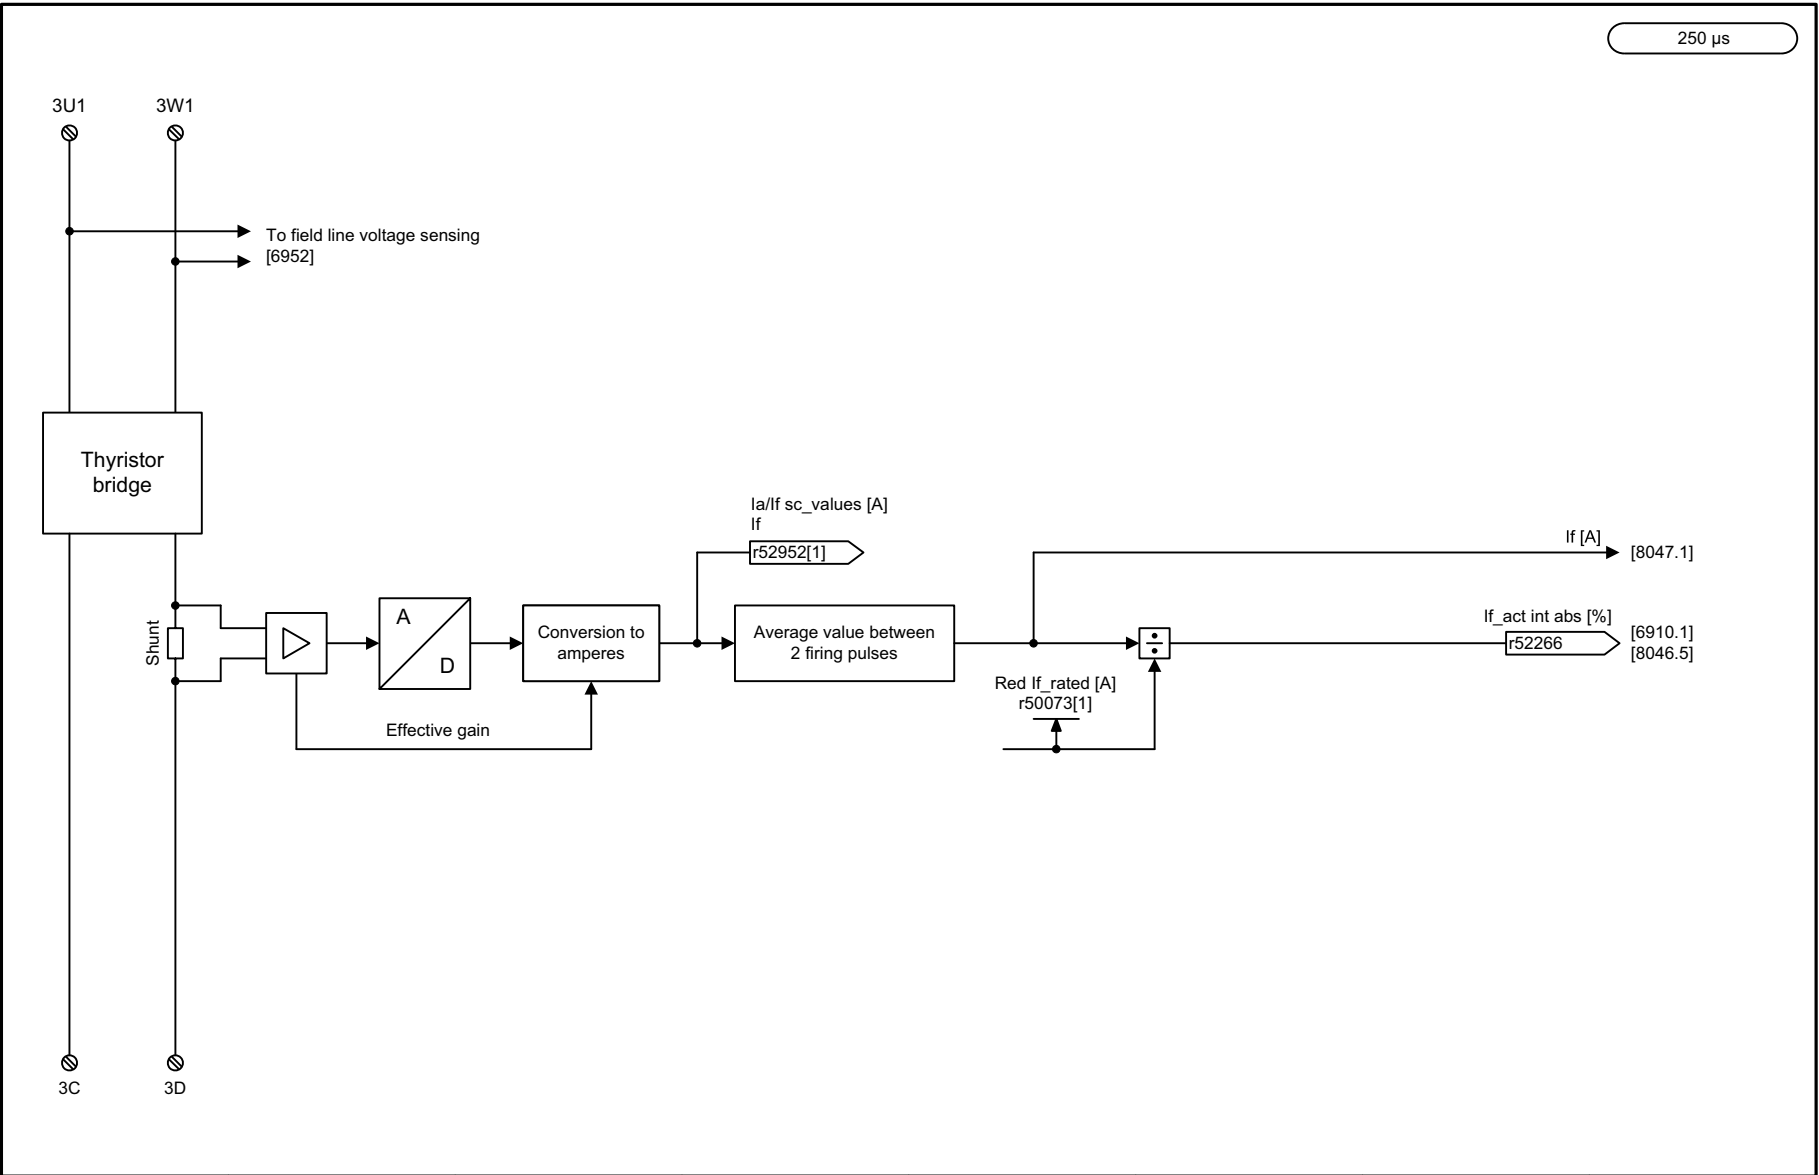 250 µs
3U1
3W1
To field line voltage sensing
[6952]
Thyristor
bridge
Ia/If sc_values [A]
If
r52952[1]
If [A]
[8047.1]
Shunt
A
D
Conversion to
amperes
Average value between
2 firing pulses
If_act int abs [%]
r52266
[6910.1]
[8046.5]
Red If_rated [A]
r50073[1]
Effective gain
3C
3D